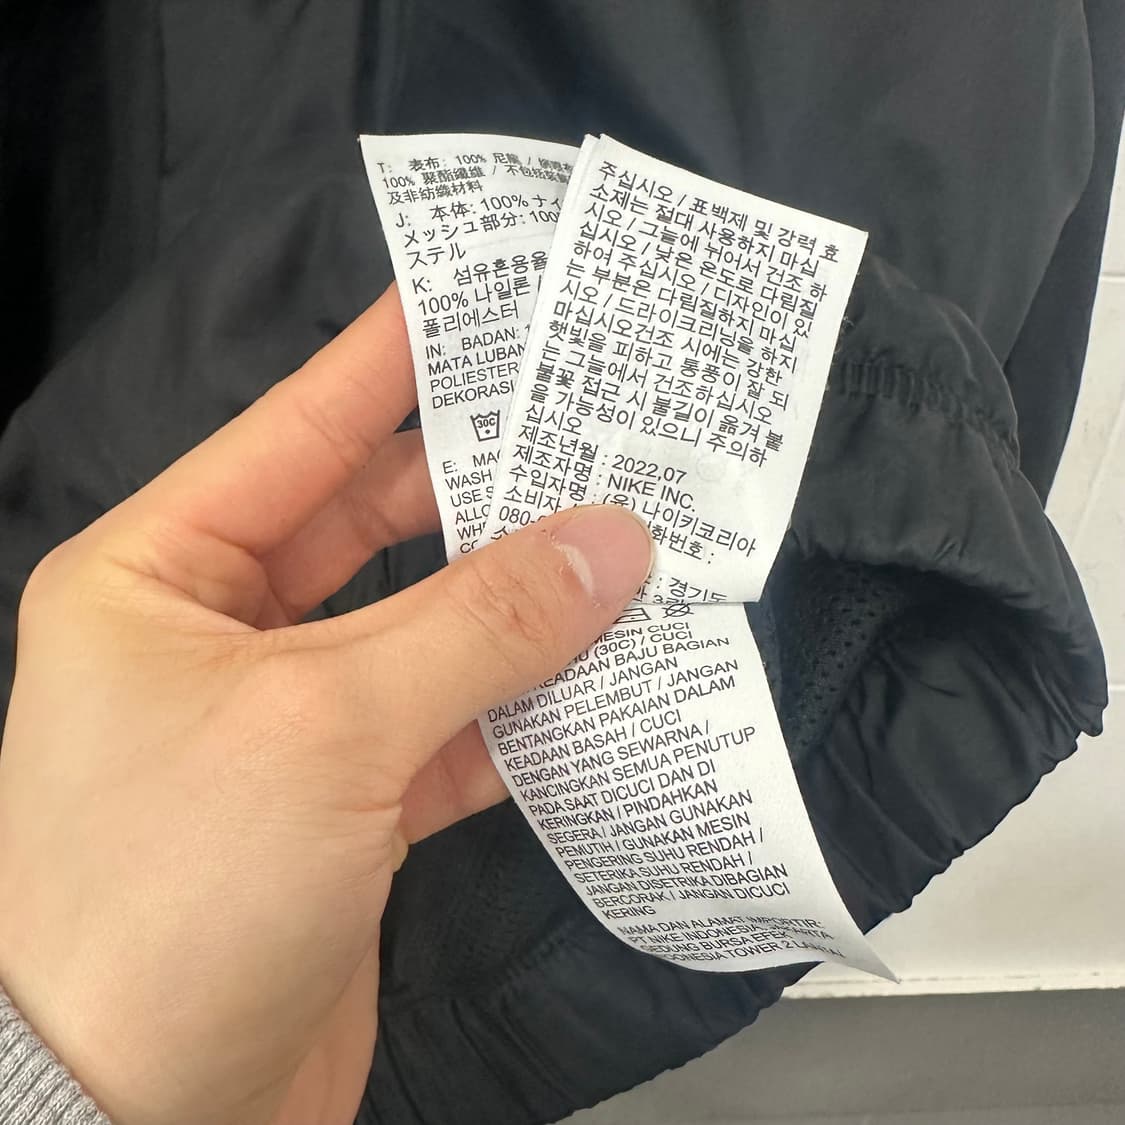 T: 表布: 100% 尼龍 /
100% 聚酯纖維 / 不包括
及非紡織材料
J: 本体: 100% ナイ
メッシュ部分: 100
ステル
K: 섬유혼용율
100% 나일론 /
폴리에스터
IN: BADAN:
MATA LUBAN
POLIESTER
DEKORASI
30C
E: MAC
WASH
USE
ALLO
WH
주십시오 / 표백제 및 강력 효
소제는 절대 사용하지 마십
시오 / 그늘에 뉘어서 건조 하
십시오 / 낮은 온도로 다림질
하여 주십시오 / 디자인이 있
는 부분은 다림질하지 마십
시오 / 드라이크리닝을 하지
마십시오건조 시에는 강한
햇빛을 피하고 통풍이 잘 되
는 그늘에서 건조하십시오
불꽃 접근 시 불길이 옮겨 붙
을 가능성이 있으니 주의하
십시오
제조년월 : 2022.07
제조자명 : NIKE INC.
수입자명 : (유) 나이키코리아
소비자 화번호 :
080-
: 경기도
MESIN CUCI
(30C) / CUCI
KEADAAN BAJU BAGIAN
DALAM DILUAR / JANGAN
GUNAKAN PELEMBUT / JANGAN
BENTANGKAN PAKAIAN DALAM
KEADAAN BASAH / CUCI
DENGAN YANG SEWARNA /
KANCINGKAN SEMUA PENUTUP
PADA SAAT DICUCI DAN DI
KERINGKAN / PINDAHKAN
SEGERA / JANGAN GUNAKAN
PEMUTIH / GUNAKAN MESIN
PENGERING SUHU RENDAH /
SETERIKA SUHU RENDAH /
JANGAN DISETRIKA DIBAGIAN
BERCORAK / JANGAN DICUCI
KERING
NAMA DAN ALAMAT IMPORTIR:
PT NIKE INDONESIA, JAKARTA
GEDUNG BURSA EFEK
INDONESIA TOWER 2 LANTAI